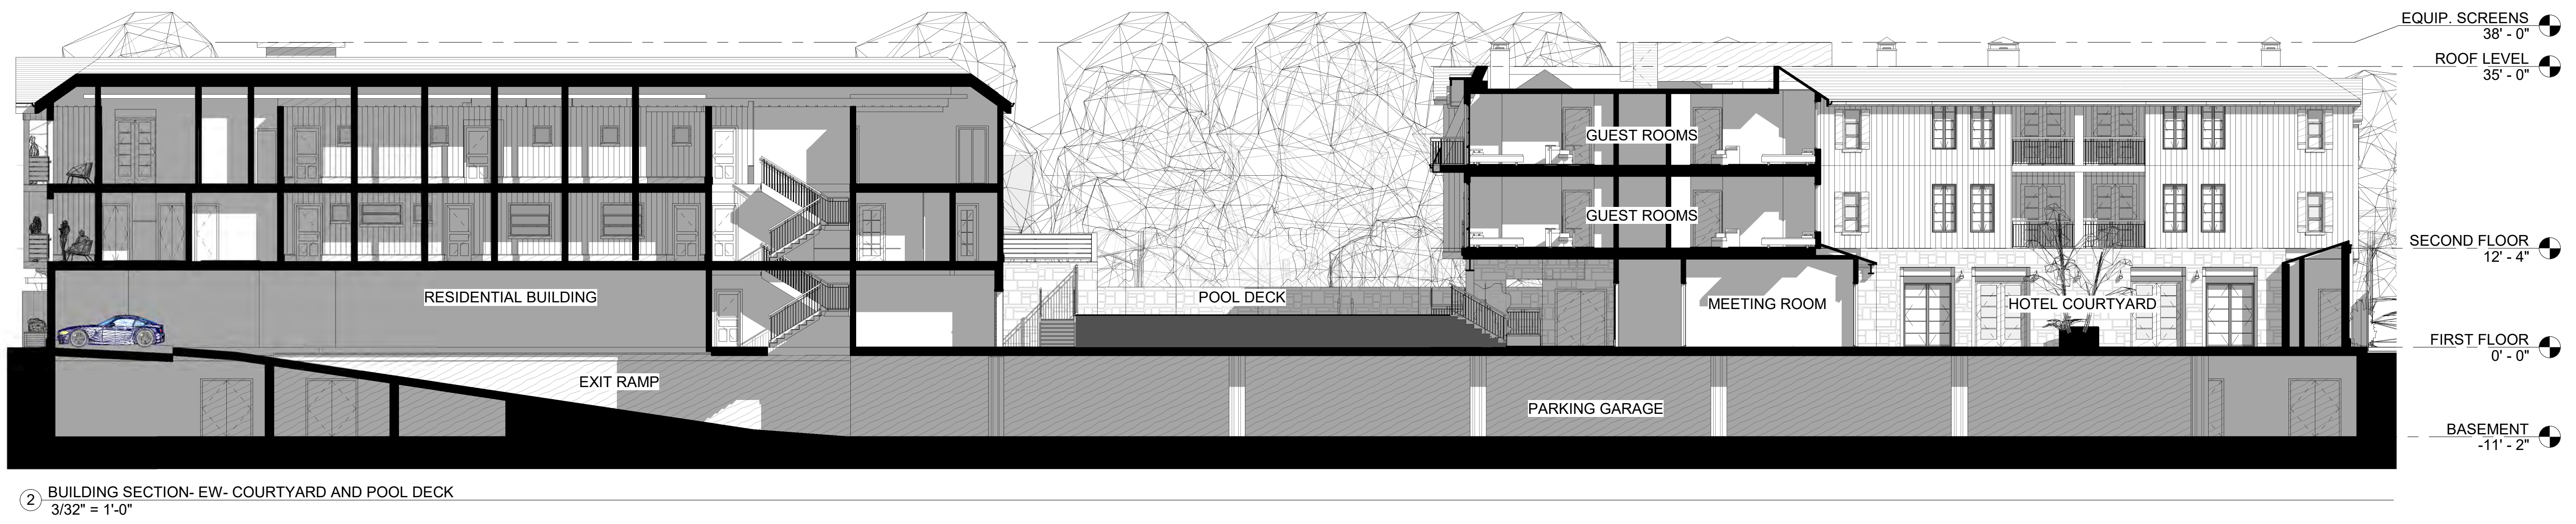 EQUIP. SCREENS
38' - 0"
ROOF LEVEL
35' - 0"
GUEST ROOMS
GUEST ROOMS
SECOND FLOOR
12' - 4"
RESIDENTIAL BUILDING
POOL DECK
MEETING ROOM
HOTEL COURTYARD
FIRST FLOOR
0' - 0"
EXIT RAMP
PARKING GARAGE
BASEMENT
-11' - 2"
2 BUILDING SECTION- EW- COURTYARD AND POOL DECK
3/32" = 1'-0"